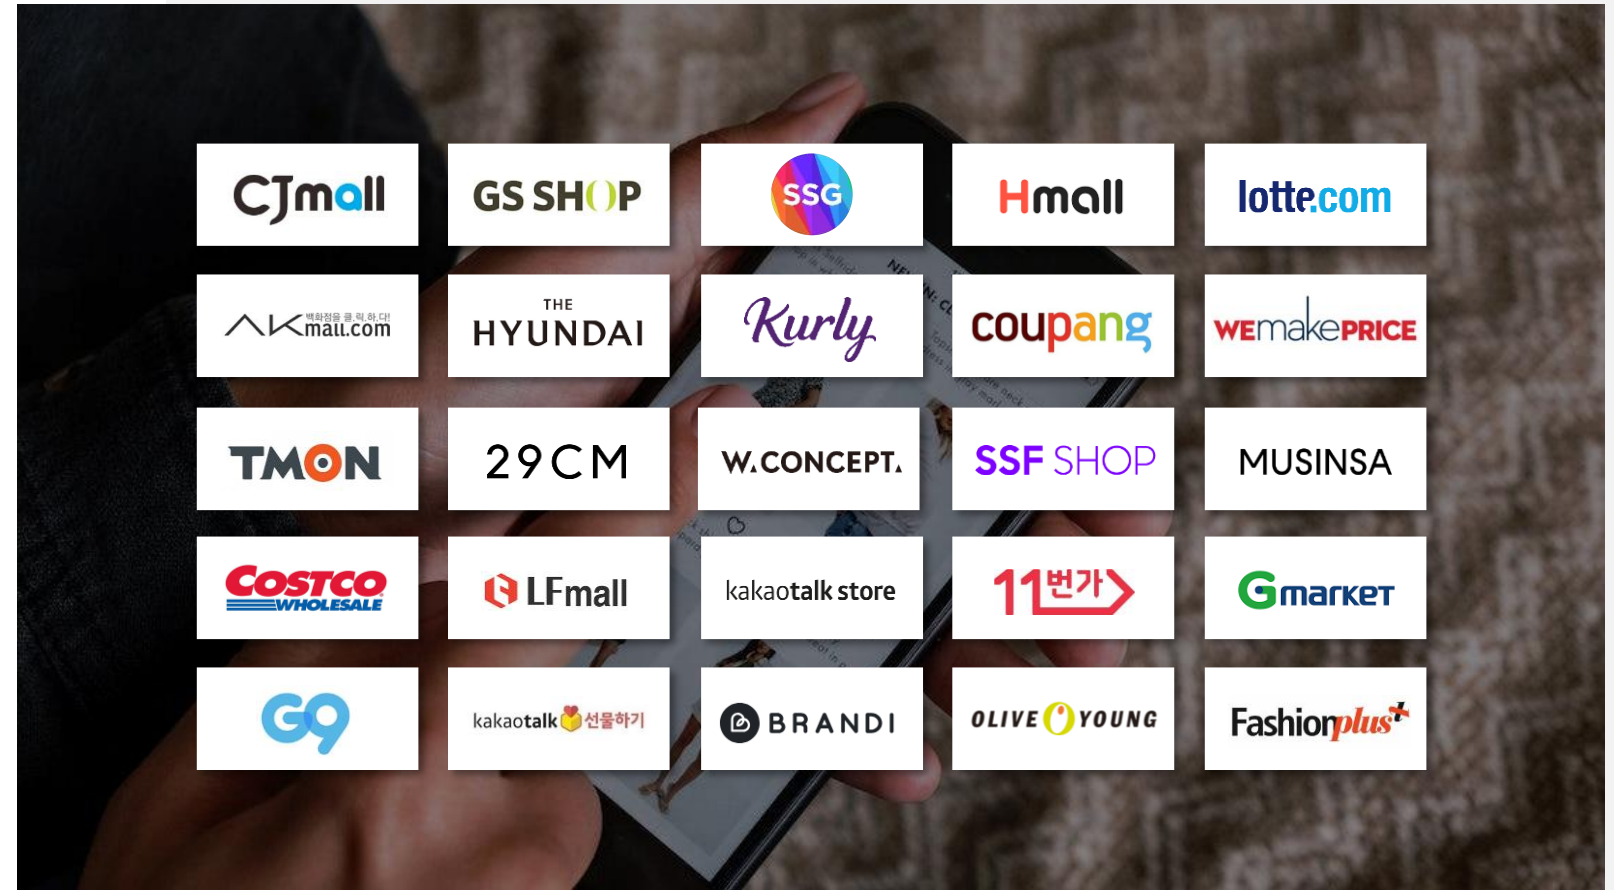 CJmall
GS SHOP
SSG
Hmall
lotte.com
AK 백화점을 클.릭.하.다!
mall.com
THE
HYUNDAI
Kurly
coupang
WEmakePRICE
TMON
29CM
W.CONCEPT.
SSF SHOP
MUSINSA
COSTCO
WHOLESALE
LFmall
kakaotalk store
11번가
Gmarket
G9
kakaotalk 선물하기
BRANDI
OLIVE YOUNG
Fashionplus+